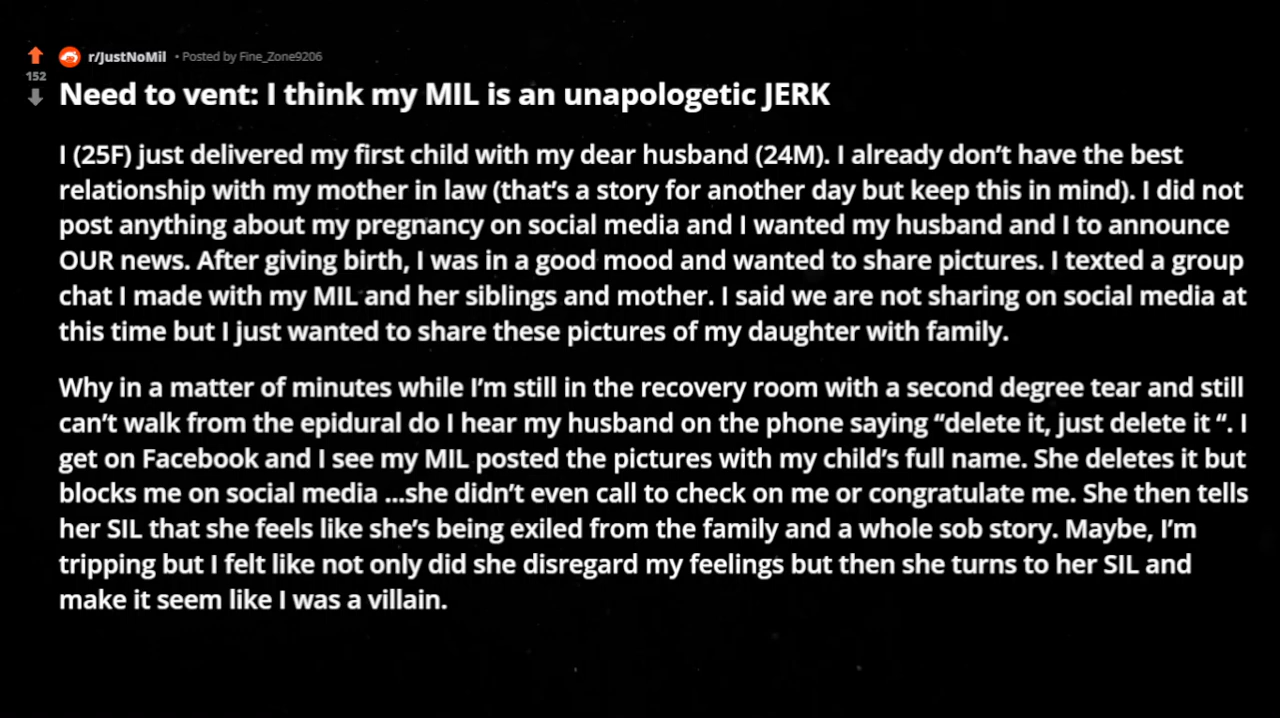 r/JustNoMil • Posted by Fine_Zone9206
152
Need to vent: I think my MIL is an unapologetic JERK
I (25F) just delivered my first child with my dear husband (24M). I already don’t have the best
relationship with my mother in law (that’s a story for another day but keep this in mind). I did not
post anything about my pregnancy on social media and I wanted my husband and I to announce
OUR news. After giving birth, I was in a good mood and wanted to share pictures. I texted a group
chat I made with my MIL and her siblings and mother. I said we are not sharing on social media at
this time but I just wanted to share these pictures of my daughter with family.
Why in a matter of minutes while I’m still in the recovery room with a second degree tear and still
can’t walk from the epidural do I hear my husband on the phone saying “delete it, just delete it “. I
get on Facebook and I see my MIL posted the pictures with my child’s full name. She deletes it but
blocks me on social media ...she didn’t even call to check on me or congratulate me. She then tells
her SIL that she feels like she’s being exiled from the family and a whole sob story. Maybe, I’m
tripping but I felt like not only did she disregard my feelings but then she turns to her SIL and
make it seem like I was a villain.